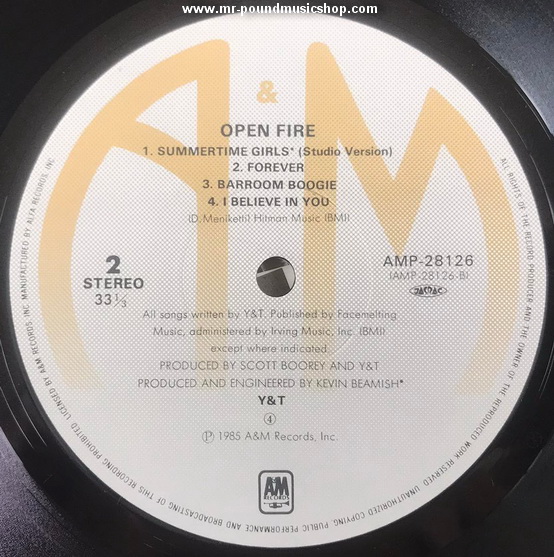 www.mr-poundmusicshop.com
A & M
OPEN FIRE
1. SUMMERTIME GIRLS* (Studio Version)
2. FOREVER
3. BARROOM BOOGIE
4. I BELIEVE IN YOU
(D. Meniketti) Hitman Music (BMI)
2
STEREO
33 1/3
AMP-28126
(AMP-28126-B)
JASRAC
All songs written by Y&T. Published by Facemelting
Music, administered by Irving Music, Inc. (BMI)
except where indicated.
PRODUCED BY SCOTT BOOREY AND Y&T
PRODUCED AND ENGINEERED BY KEVIN BEAMISH*
Y&T
④
Ⓟ 1985 A&M Records, Inc.
A&M
RECORDS
ALL RIGHTS OF THE RECORD PRODUCER AND THE OWNER OF THE REPRODUCED WORK RESERVED. UNAUTHORIZED COPYING PUBLIC PERFORMANCE AND BROADCASTING OF THIS RECORDING PROHIBITED. LICENSED BY A&M RECORDS INC. MANUFACTURED BY ALFA RECORDS, INC.